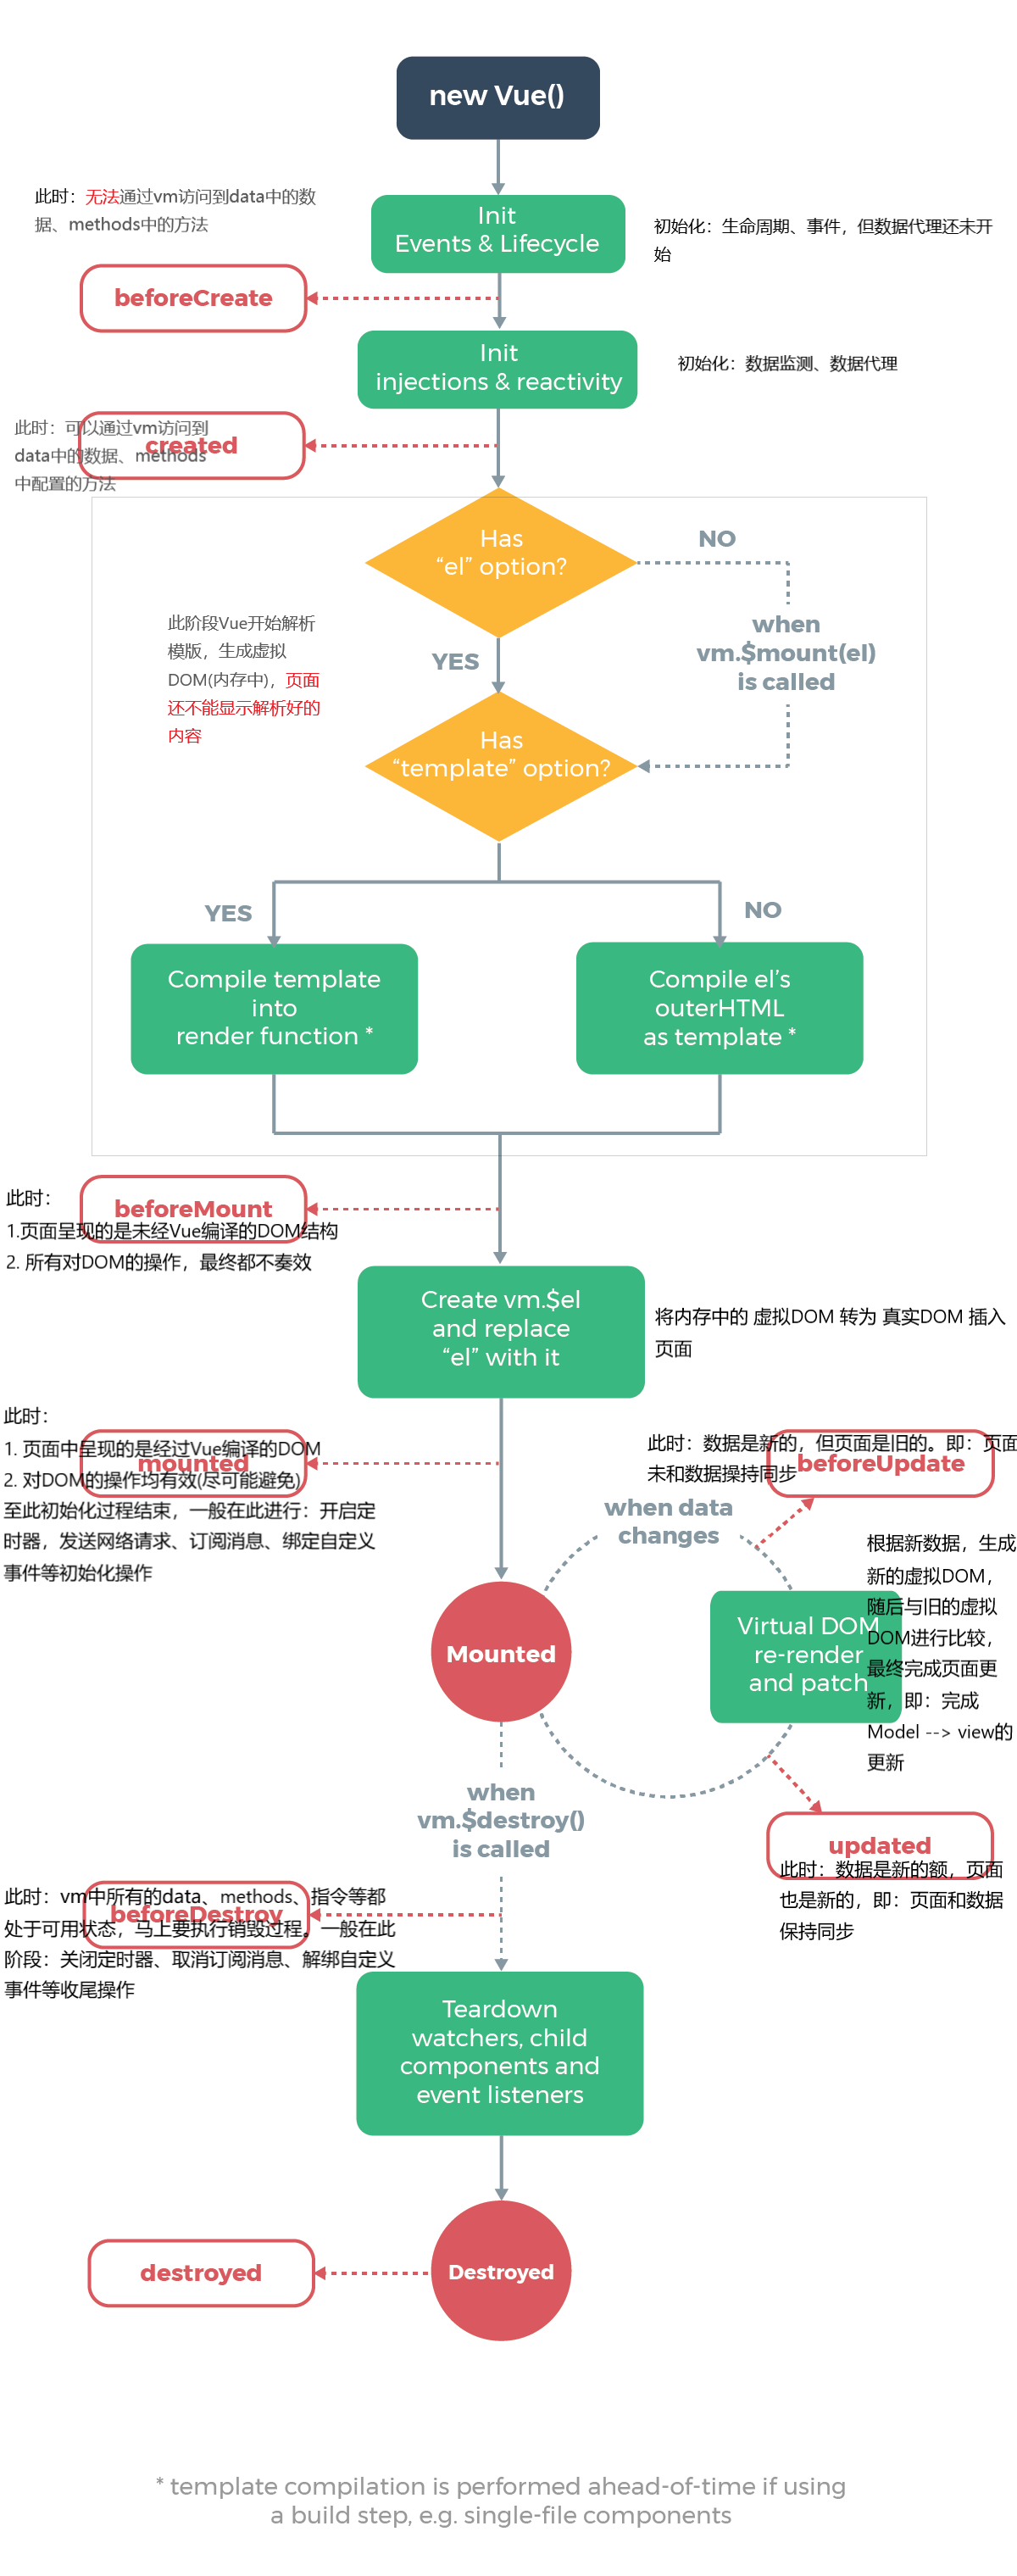 new Vue()
此时：无法通过vm访问到data中的数
据、methods中的方法
Init
Events & Lifecycle
初始化：生命周期、事件，但数据代理还未开
始
beforeCreate
Init
injections & reactivity
初始化：数据监测、数据代理
此时：可以通过vm访问到
created
data中的数据、methods
中配置的方法
Has
“el” option?
NO
此阶段Vue开始解析
模版，生成虚拟
DOM(内存中)，页面
还不能显示解析好的
内容
YES
when
vm.$mount(el)
is called
Has
“template” option?
YES
NO
Compile template
into
render function *
Compile el’s
outerHTML
as template *
此时：
beforeMount
1.页面呈现的是未经Vue编译的DOM结构
2. 所有对DOM的操作，最终都不奏效
Create vm.$el
and replace
“el” with it
将内存中的 虚拟DOM 转为 真实DOM 插入
页面
此时：
1. 页面中呈现的是经过Vue编译的DOM
mounted
2. 对DOM的操作均有效(尽可能避免)
至此初始化过程结束，一般在此进行：开启定
时器，发送网络请求、订阅消息、绑定自定义
事件等初始化操作
此时：数据是新的，但页面是旧的。即：页面
beforeUpdate
未和数据操持同步
when data
changes
Mounted
Virtual DOM
re-render
and patch
根据新数据，生成
新的虚拟DOM，
随后与旧的虚拟
DOM进行比较，
最终完成页面更
新，即：完成
Model --> view的
更新
when
vm.$destroy()
is called
updated
此时：数据是新的额，页面
也是新的，即：页面和数据
保持同步
此时：vm中所有的data、methods、指令等都
beforeDestroy
处于可用状态，马上要执行销毁过程。一般在此
阶段：关闭定时器、取消订阅消息、解绑自定义
事件等收尾操作
Teardown
watchers, child
components and
event listeners
destroyed
Destroyed
* template compilation is performed ahead-of-time if using
a build step, e.g. single-file components